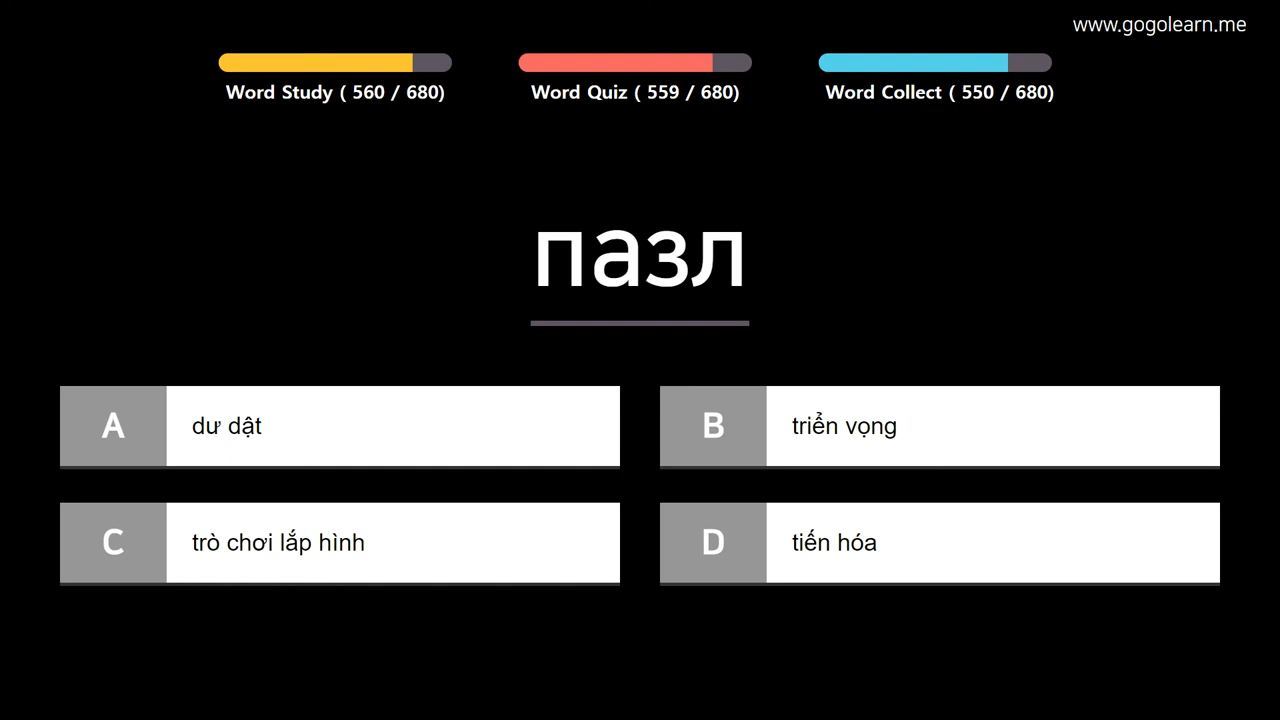 www.gogolearn.me
Word Study ( 560 / 680)
Word Quiz ( 559 / 680)
Word Collect ( 550 / 680)
пазл
A dư dật
B triển vọng
C trò chơi lắp hình
D tiến hóa